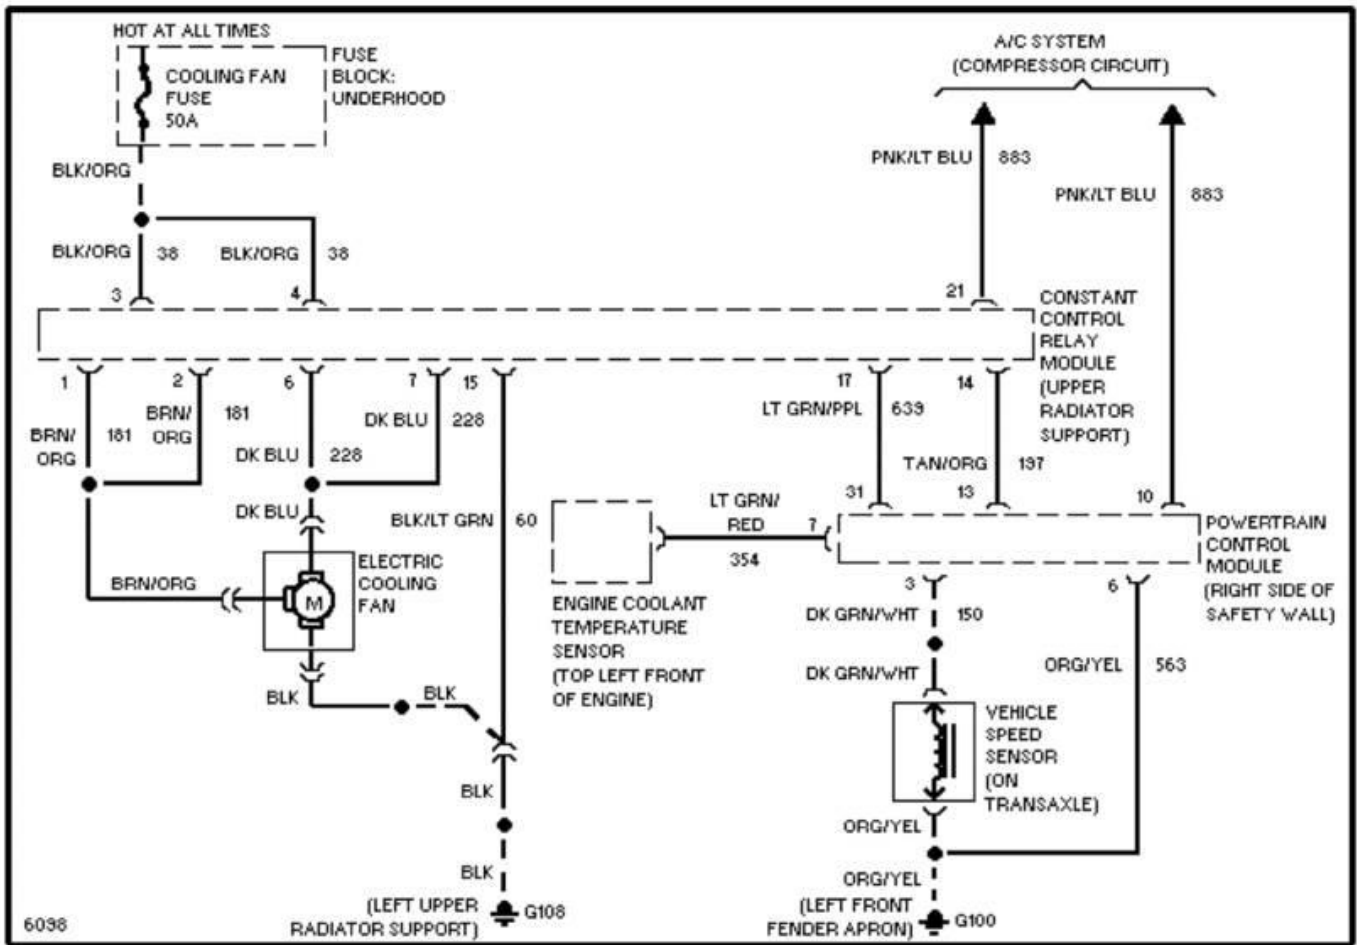 HOT AT ALL TIMES
COOLING FAN
FUSE
50A
FUSE
BLOCK:
UNDERHOOD
A/C SYSTEM
(COMPRESSOR CIRCUIT)
BLK/ORG
PNK/LT BLU 883
PNK/LT BLU 883
BLK/ORG 38
BLK/ORG 38
3
4
21
CONSTANT
CONTROL
RELAY
MODULE
(UPPER
RADIATOR
SUPPORT)
1
2
6
7
15
17
14
BRN/
ORG
181
BRN/
ORG
181
DK BLU 228
DK BLU 228
LT GRN/PPL 639
TAN/ORG 197
DK BLU
BLK/LT GRN 60
31
13
10
LT GRN/
RED
7
354
POWERTRAIN
CONTROL
MODULE
(RIGHT SIDE OF
SAFETY WALL)
ELECTRIC
COOLING
FAN
M
BRN/ORG
ENGINE COOLANT
TEMPERATURE
SENSOR
(TOP LEFT FRONT
OF ENGINE)
3
6
DK GRN/WHT 150
DK GRN/WHT
ORG/YEL 563
BLK
BLK
VEHICLE
SPEED
SENSOR
(ON
TRANSAXLE)
BLK
ORG/YEL
BLK
ORG/YEL
(LEFT UPPER
RADIATOR SUPPORT)
G108
(LEFT FRONT
FENDER APRON)
G100
6098